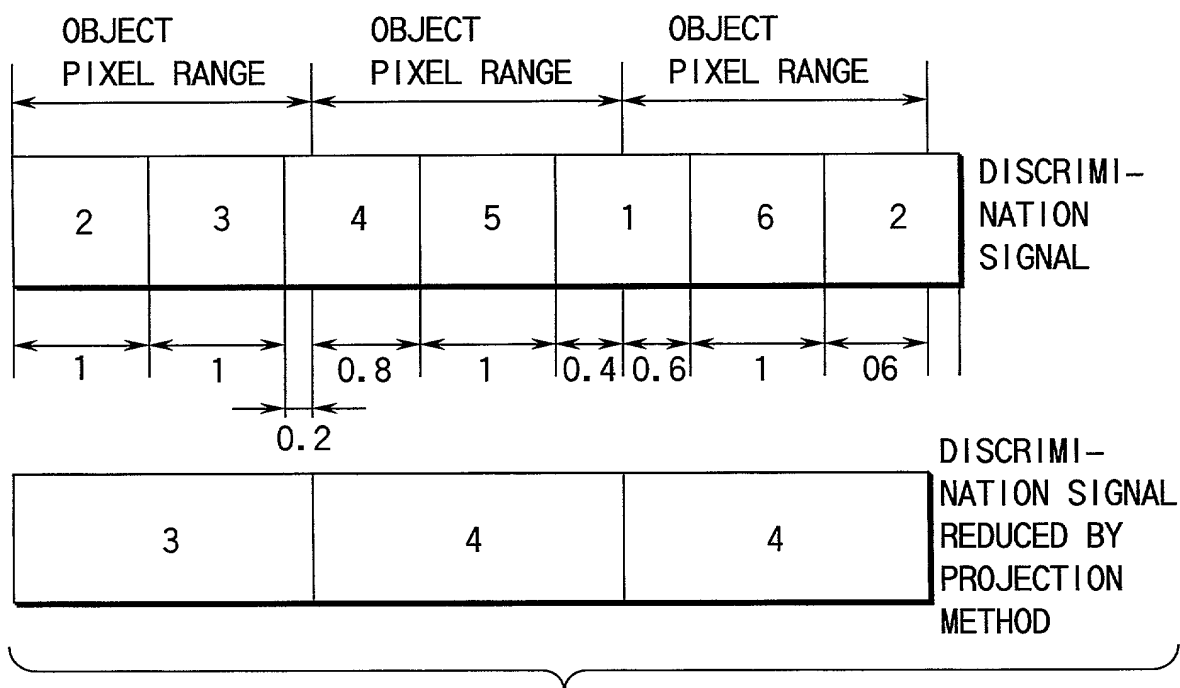 OBJECT
PIXEL RANGE
OBJECT
PIXEL RANGE
OBJECT
PIXEL RANGE
2 3 4 5 1 6 2
DISCRIMI-
NATION
SIGNAL
1 1 0.8 1 0.4 0.6 1 06
0.2
3 4 4
DISCRIMI-
NATION SIGNAL
REDUCED BY
PROJECTION
METHOD